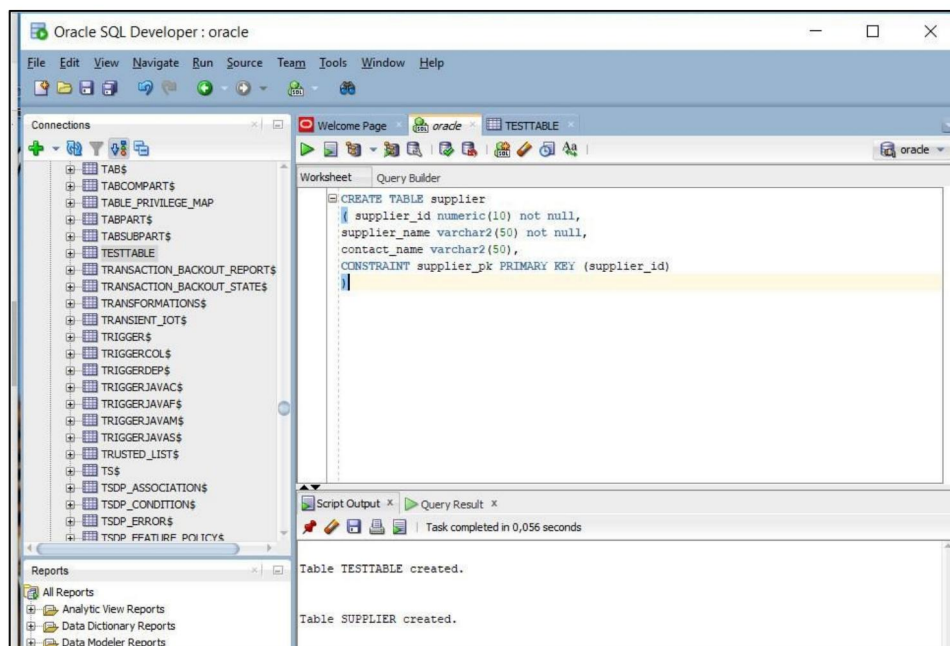 Oracle SQL Developer : oracle
File Edit View Navigate Run Source Team Tools Window Help
Connections
TAB$
TABCOMPART$
TABLE_PRIVILEGE_MAP
TABPART$
TABSUBPART$
TESTTABLE
TRANSACTION_BACKOUT_REPORT$
TRANSACTION_BACKOUT_STATE$
TRANSFORMATIONS$
TRANSIENT_IOT$
TRIGGER$
TRIGGERCOL$
TRIGGERDEP$
TRIGGERJAVAC$
TRIGGERJAVAF$
TRIGGERJAVAM$
TRIGGERJAVAS$
TRUSTED_LIST$
TS$
TSDP_ASSOCIATION$
TSDP_CONDITION$
TSDP_ERROR$
TSDP_FEATURE_POLICY$
Reports
All Reports
Analytic View Reports
Data Dictionary Reports
Data Modeler Reports
Welcome Page oracle TESTTABLE
oracle
Worksheet Query Builder
CREATE TABLE supplier
( supplier_id numeric(10) not null,
supplier_name varchar2(50) not null,
contact_name varchar2(50),
CONSTRAINT supplier_pk PRIMARY KEY (supplier_id)
)
Script Output x Query Result x
Task completed in 0,056 seconds
Table TESTTABLE created.
Table SUPPLIER created.